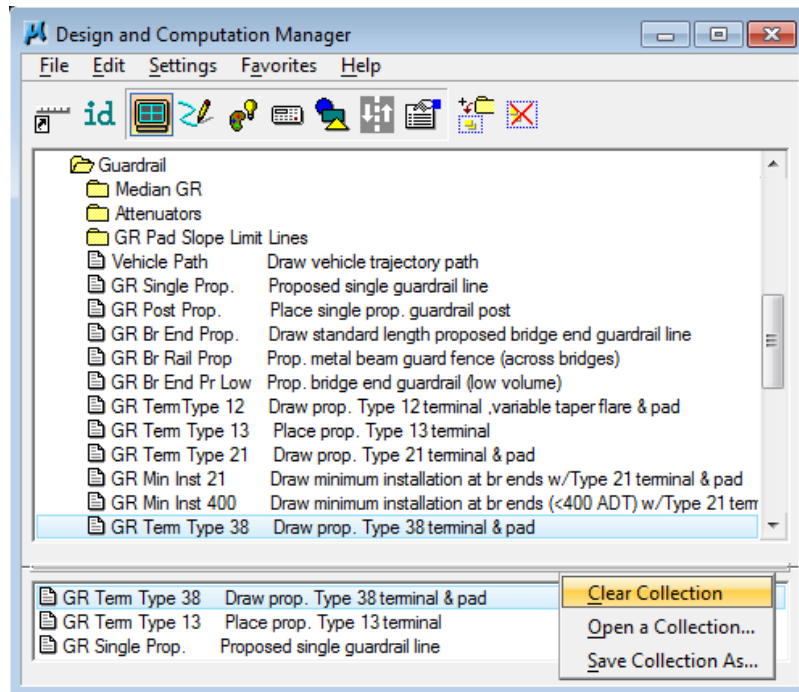 Design and Computation Manager
File Edit Settings Favorites Help
id
Guardrail
Median GR
Attenuators
GR Pad Slope Limit Lines
Vehicle Path Draw vehicle trajectory path
GR Single Prop. Proposed single guardrail line
GR Post Prop. Place single prop. guardrail post
GR Br End Prop. Draw standard length proposed bridge end guardrail line
GR Br Rail Prop Prop. metal beam guard fence (across bridges)
GR Br End Pr Low Prop. bridge end guardrail (low volume)
GR TermType 12 Draw prop. Type 12 terminal ,variable taper flare & pad
GR Term Type 13 Place prop. Type 13 terminal
GR Term Type 21 Draw prop. Type 21 terminal & pad
GR Min Inst 21 Draw minimum installation at br ends w/Type 21 terminal & pad
GR Min Inst 400 Draw minimum installation at br ends (<400 ADT) w/Type 21 term
GR Term Type 38 Draw prop. Type 38 terminal & pad
GR Term Type 38 Draw prop. Type 38 terminal & pad
GR Term Type 13 Place prop. Type 13 terminal
GR Single Prop. Proposed single guardrail line
Clear Collection
Open a Collection...
Save Collection As...